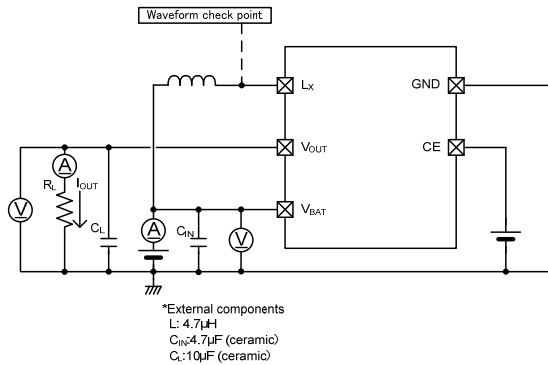 Waveform check point
LX
GND
VOUT
CE
A
RL
IOUT
V
CL
VBAT
A
CIN
V
*External components
L: 4.7μH
CIN:4.7μF (ceramic)
CL:10μF (ceramic)